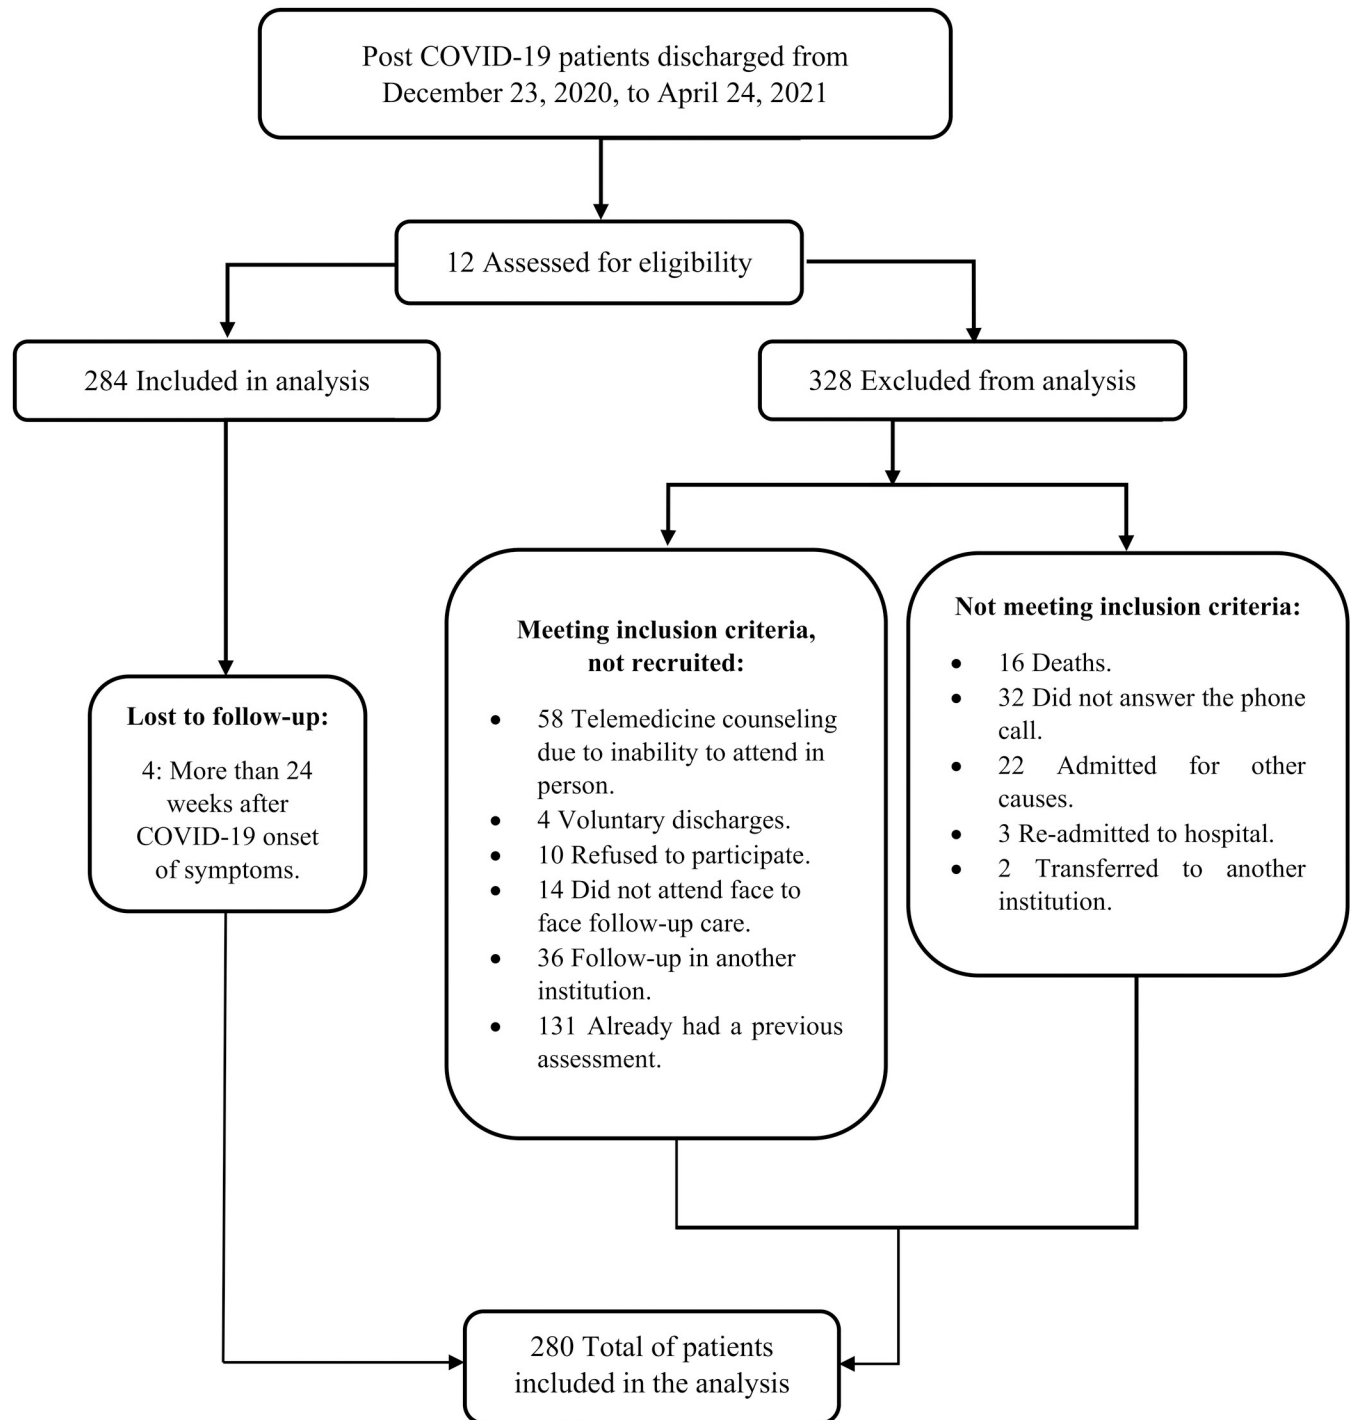 Post COVID-19 patients discharged from
December 23, 2020, to April 24, 2021
12 Assessed for eligibility
284 Included in analysis
328 Excluded from analysis
Lost to follow-up:
4: More than 24
weeks after
COVID-19 onset
of symptoms.
Meeting inclusion criteria,
not recruited:
• 58 Telemedicine counseling
due to inability to attend in
person.
• 4 Voluntary discharges.
• 10 Refused to participate.
• 14 Did not attend face to
face follow-up care.
• 36 Follow-up in another
institution.
• 131 Already had a previous
assessment.
Not meeting inclusion criteria:
• 16 Deaths.
• 32 Did not answer the phone
call.
• 22 Admitted for other
causes.
• 3 Re-admitted to hospital.
• 2 Transferred to another
institution.
280 Total of patients
included in the analysis